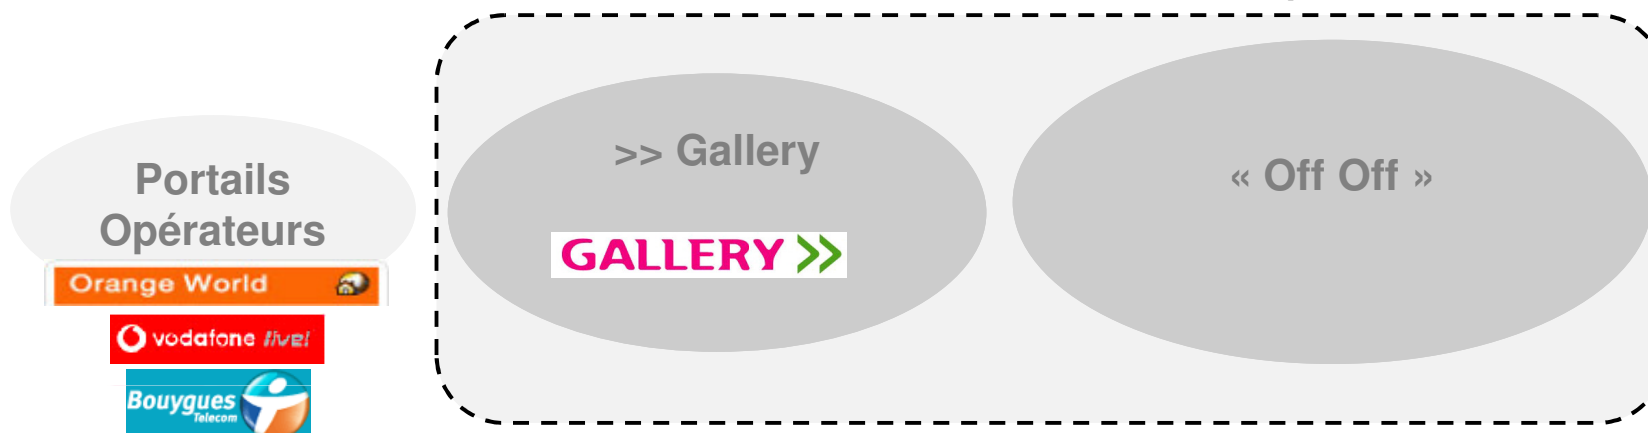 Portails
Opérateurs
Orange World
vodafone live!
Bouygues
Telecom
>> Gallery
GALLERY >>
« Off Off »